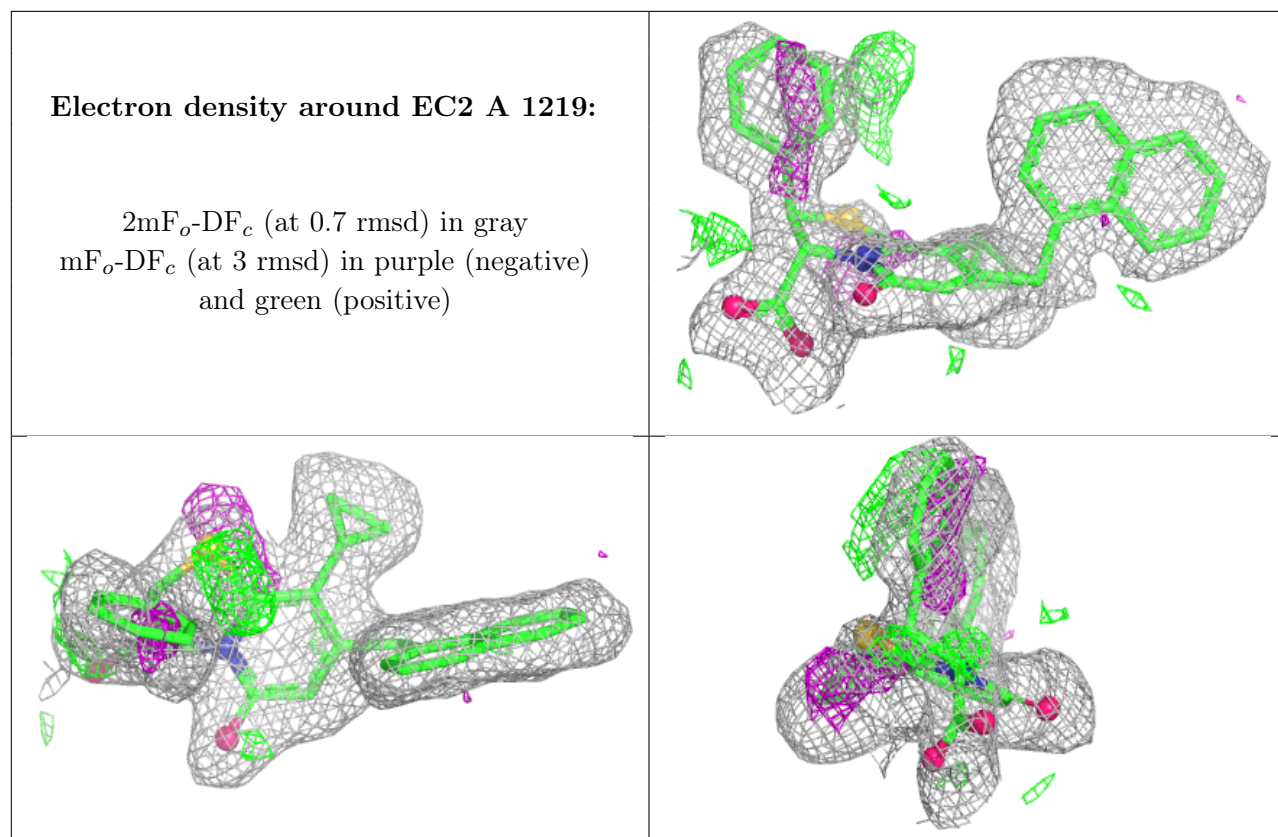 Electron density around EC2 A 1219:
2mFₒ-DF𝒸 (at 0.7 rmsd) in gray
mFₒ-DF𝒸 (at 3 rmsd) in purple (negative)
and green (positive)